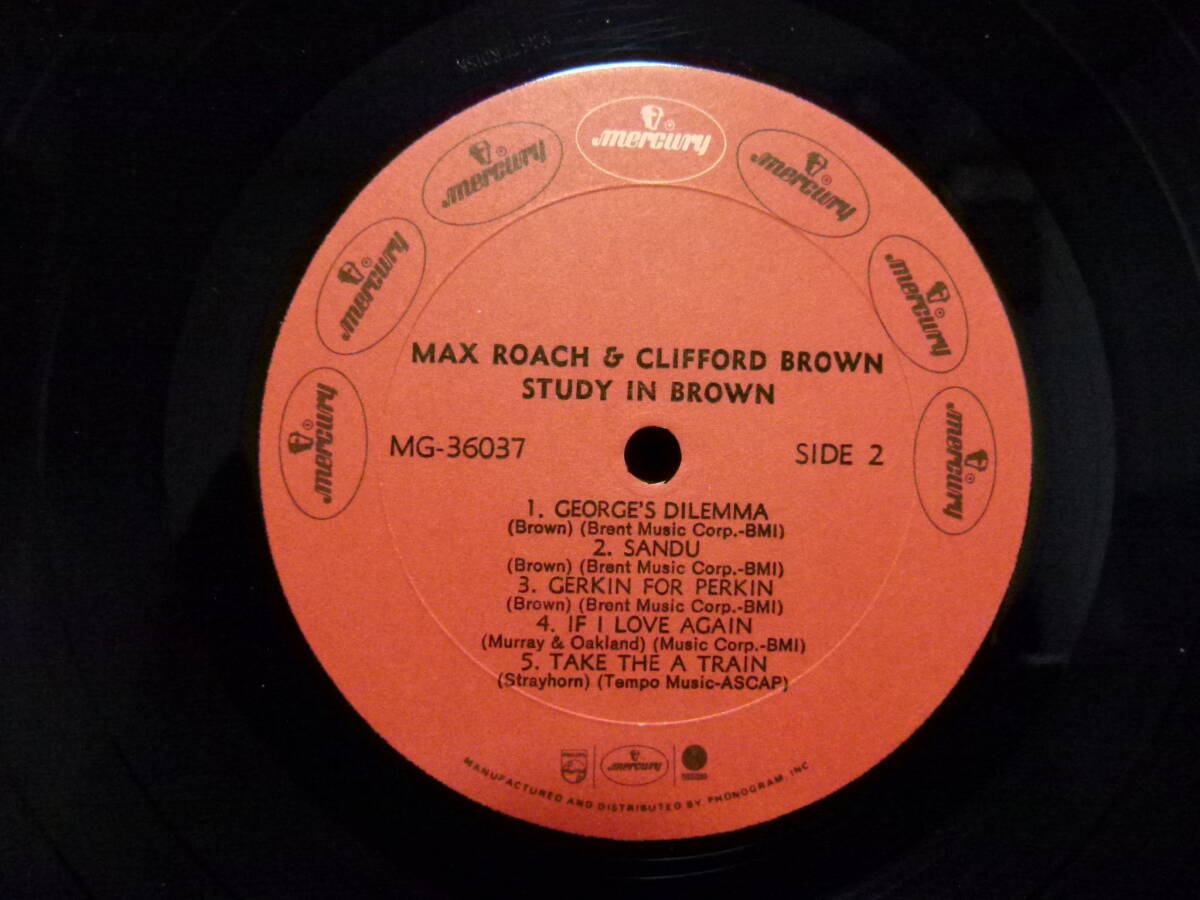 mercury
mercury
mercury
mercury
mercury
mercury
mercury
MAX ROACH & CLIFFORD BROWN
STUDY IN BROWN
MG-36037
SIDE 2
1. GEORGE'S DILEMMA
(Brown) (Brent Music Corp.-BMI)
2. SANDU
(Brown) (Brent Music Corp.-BMI)
3. GERKIN FOR PERKIN
(Brown) (Brent Music Corp.-BMI)
4. IF I LOVE AGAIN
(Murray & Oakland) (Music Corp.-BMI)
5. TAKE THE A TRAIN
(Strayhorn) (Tempo Music-ASCAP)
PHILIPS
mercury
MANUFACTURED AND DISTRIBUTED BY PHONOGRAM, INC